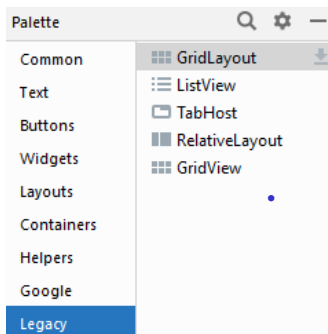 Palette
Common
Text
Buttons
Widgets
Layouts
Containers
Helpers
Google
Legacy
GridLayout
ListView
TabHost
RelativeLayout
GridView